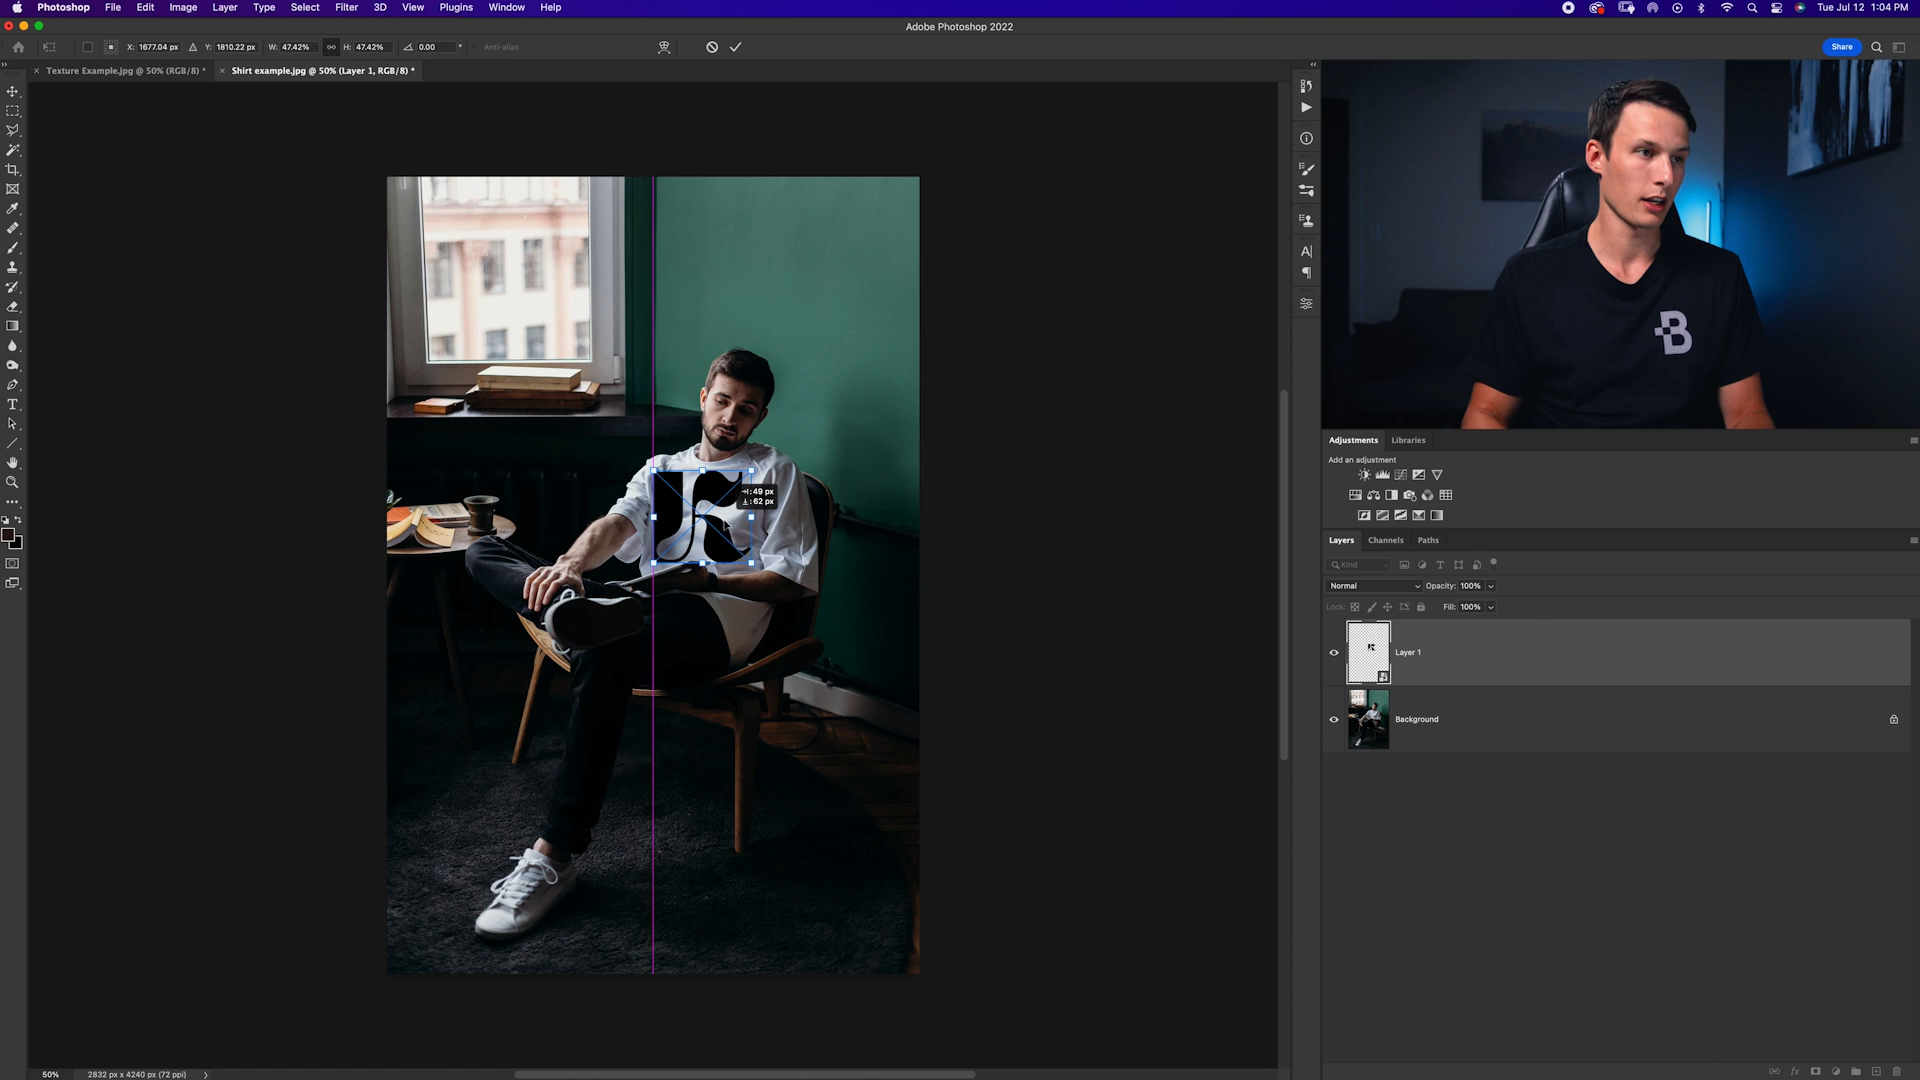 Photoshop File Edit Image Layer Type Select Filter 3D View Plugins Window Help
Tue Jul 12 1:04 PM
Adobe Photoshop 2022
X: 1677.04 px Y: 1810.22 px W: 47.42% H: 47.42% 0.00 ° Anti-alias
Share
Texture Example.jpg @ 50% (RGB/8) *
Shirt example.jpg @ 50% (Layer 1, RGB/8) *
B
Adjustments Libraries
Add an adjustment
:49 px
:62 px
Layers Channels Paths
Kind
Normal Opacity: 100%
Lock: Fill: 100%
Layer 1
Background
50% 2832 px x 4240 px (72 ppi)